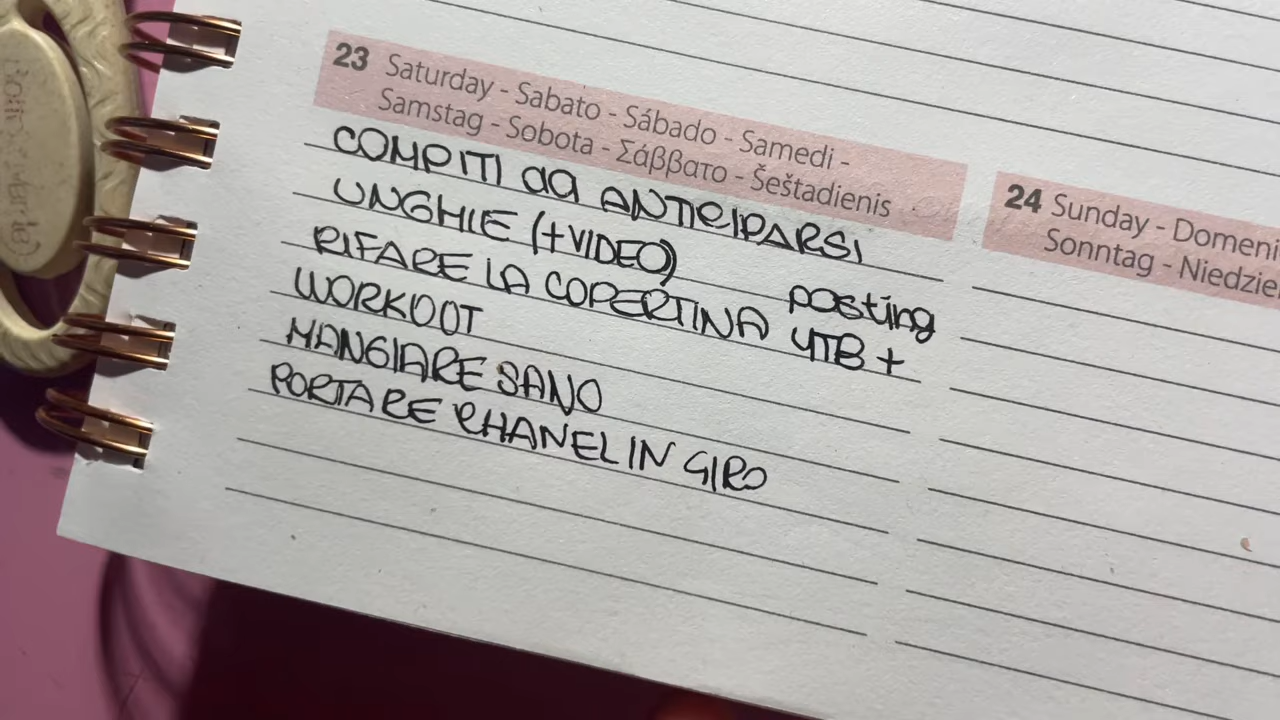 23 Saturday - Sabato - Sábado - Samedi -
Samstag - Sobota - Σάββατο - Šeštadienis
COMPITI da ANTICIPARSI
UNGHIE (+VIDEO)
RIFARE LA COPERTINA YTB + posting
WORKOUT
MANGIARE SANO
PORTARE CHANEL IN GIRO
24 Sunday - Domeni
Sonntag - Niedzie